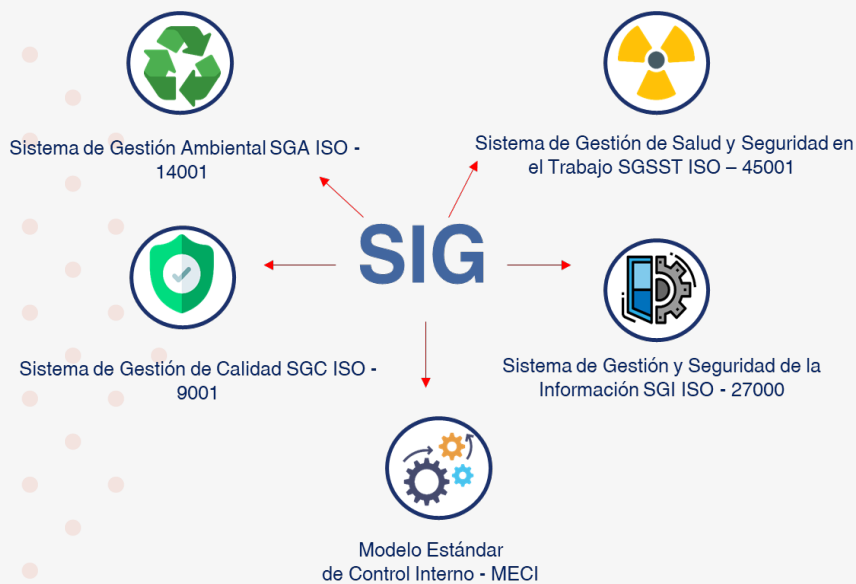 Sistema de Gestión Ambiental SGA ISO -
14001
Sistema de Gestión de Salud y Seguridad en
el Trabajo SGSST ISO – 45001
SIG
Sistema de Gestión de Calidad SGC ISO -
9001
Sistema de Gestión y Seguridad de la
Información SGI ISO - 27000
Modelo Estándar
de Control Interno - MECI